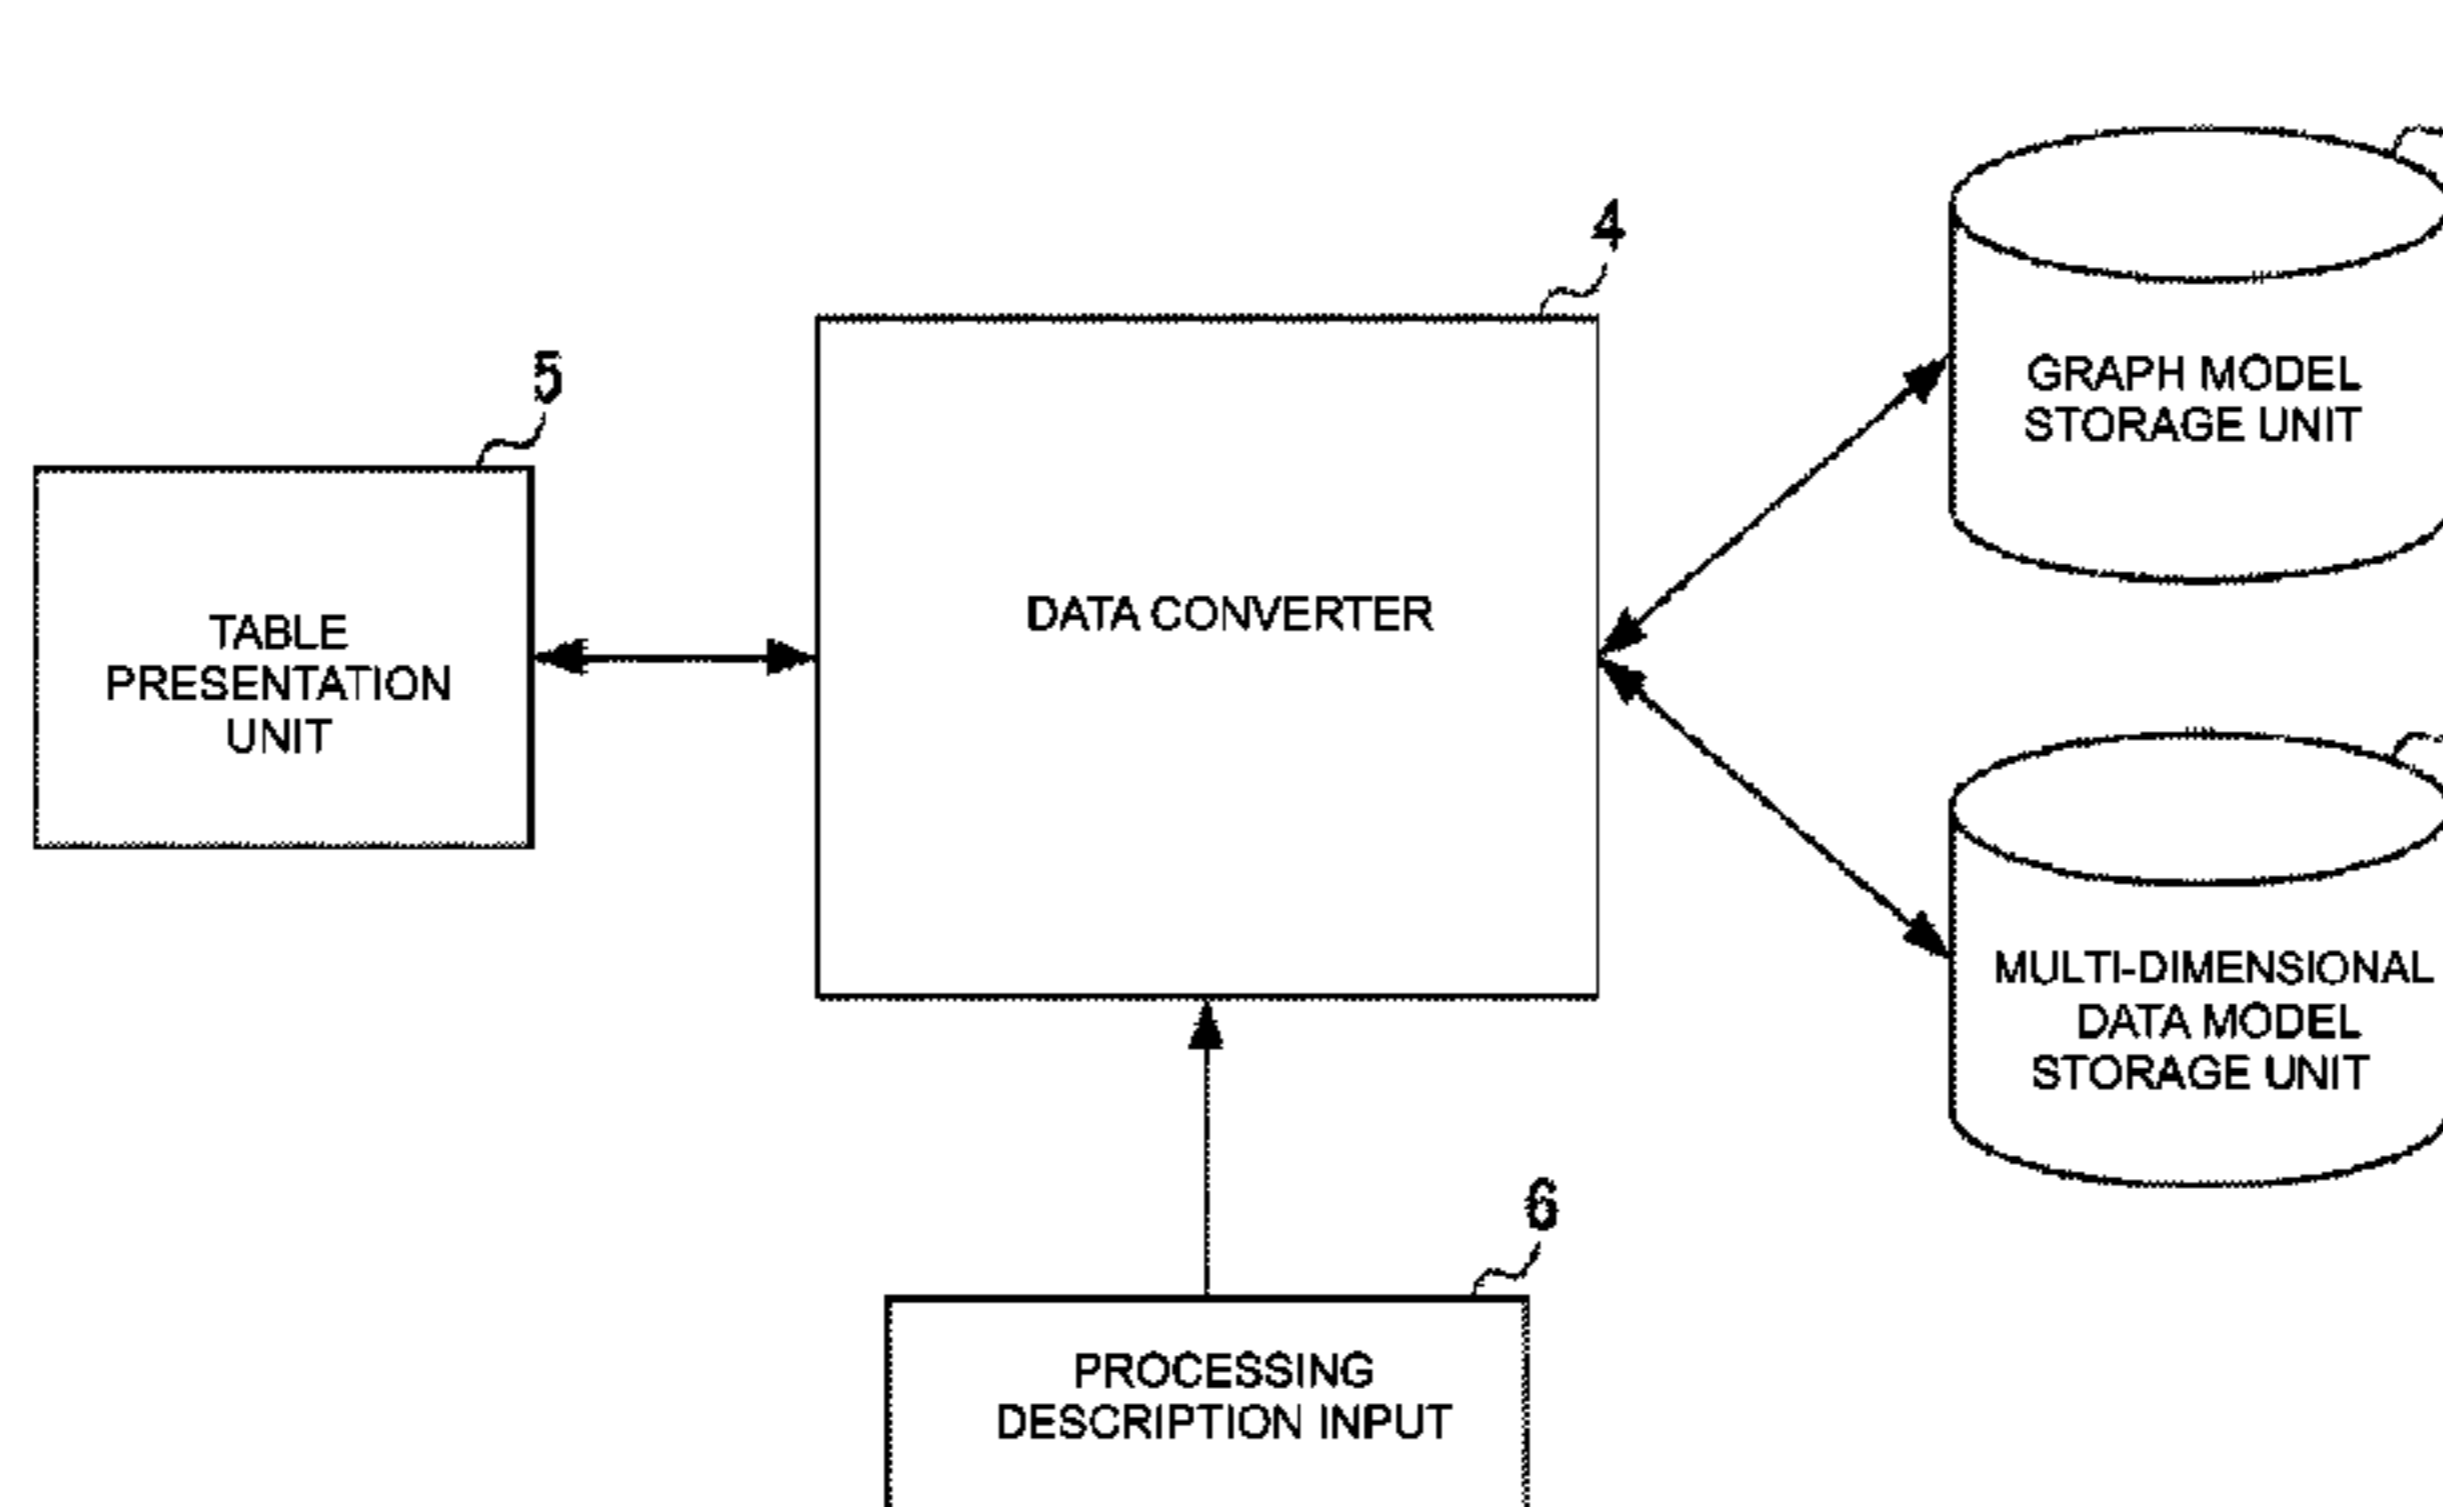 4
5
GRAPH MODEL
STORAGE UNIT
DATA CONVERTER
TABLE
PRESENTATION
UNIT
MULTI-DIMENSIONAL
DATA MODEL
STORAGE UNIT
6
PROCESSING
DESCRIPTION INPUT